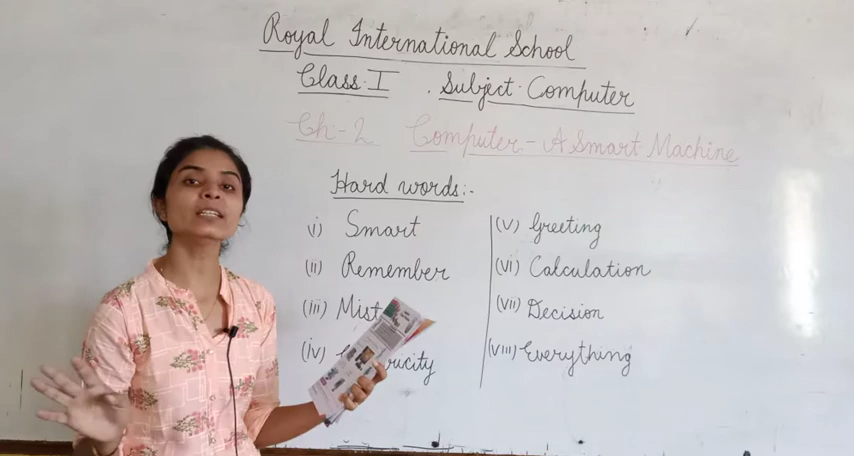 Royal International School
Class-I . Subject-Computer
Ch-2 Computer-A Smart Machine
Hard words:-
i) Smart
(ii) Remember
(iii)
(iv)
(v) Greeting
(vi) Calculation
(vii) Decision
(viii) Everything